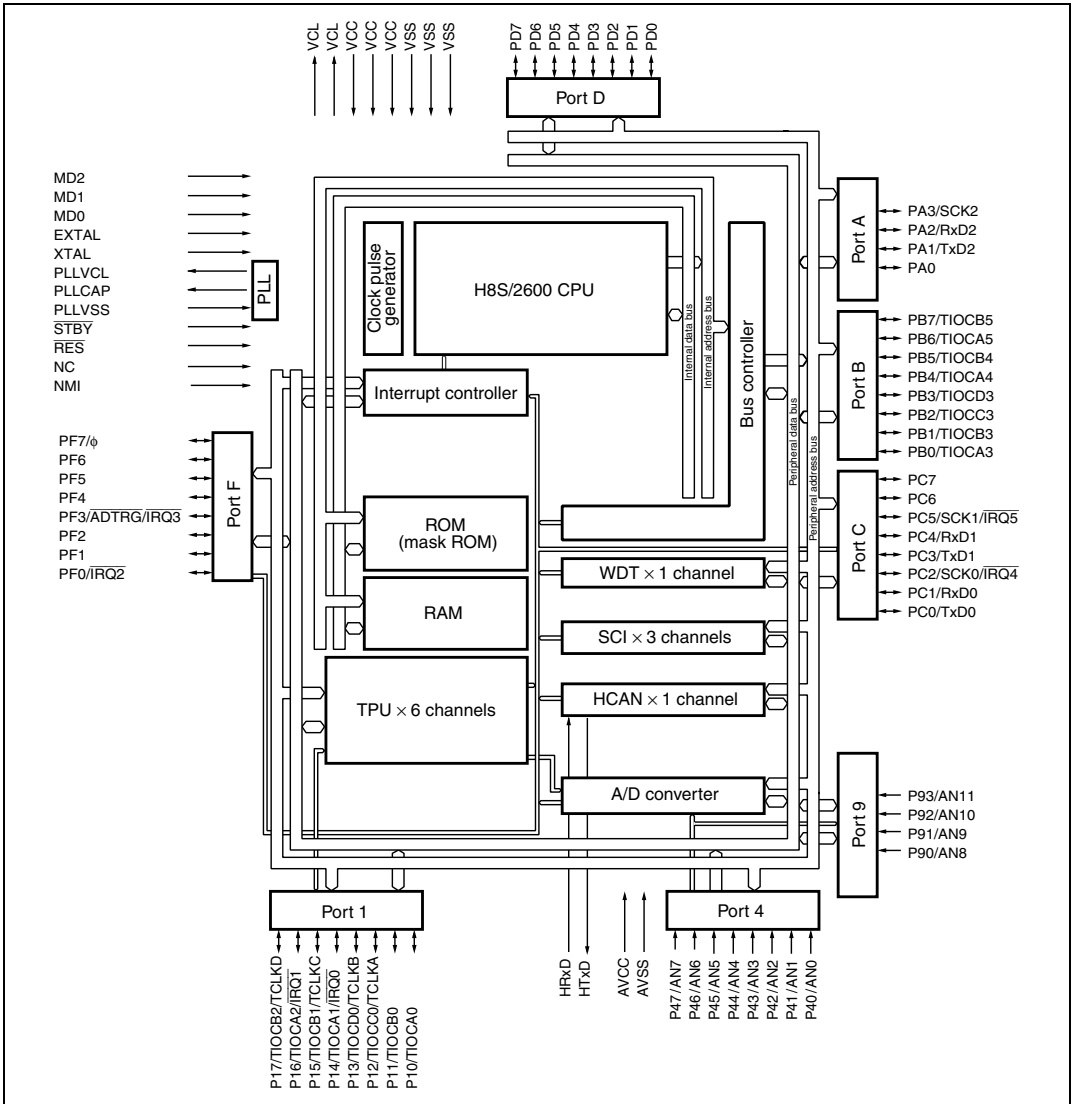 VCL
VCL
VCC
VCC
VCC
VSS
VSS
VSS
PD7
PD6
PD5
PD4
PD3
PD2
PD1
PD0
Port D
MD2
MD1
MD0
EXTAL
XTAL
PLLVCL
PLLCAP
PLLVSS
STBY
RES
NC
NMI
PLL
Clock pulse
generator
H8S/2600 CPU
Internal data bus
Internal address bus
Bus controller
Peripheral data bus
Peripheral address bus
Port A
PA3/SCK2
PA2/RxD2
PA1/TxD2
PA0
Port B
PB7/TIOCB5
PB6/TIOCA5
PB5/TIOCB4
PB4/TIOCA4
PB3/TIOCD3
PB2/TIOCC3
PB1/TIOCB3
PB0/TIOCA3
Interrupt controller
PF7/ϕ
PF6
PF5
PF4
PF3/ADTRG/IRQ3
PF2
PF1
PF0/IRQ2
Port F
ROM
(mask ROM)
RAM
TPU × 6 channels
WDT × 1 channel
SCI × 3 channels
HCAN × 1 channel
A/D converter
Port C
PC7
PC6
PC5/SCK1/IRQ5
PC4/RxD1
PC3/TxD1
PC2/SCK0/IRQ4
PC1/RxD0
PC0/TxD0
Port 9
P93/AN11
P92/AN10
P91/AN9
P90/AN8
Port 1
P17/TIOCB2/TCLKD
P16/TIOCA2/IRQ1
P15/TIOCB1/TCLKC
P14/TIOCA1/IRQ0
P13/TIOCD0/TCLKB
P12/TIOCC0/TCLKA
P11/TIOCB0
P10/TIOCA0
HRxD
HTxD
AVCC
AVSS
Port 4
P47/AN7
P46/AN6
P45/AN5
P44/AN4
P43/AN3
P42/AN2
P41/AN1
P40/AN0